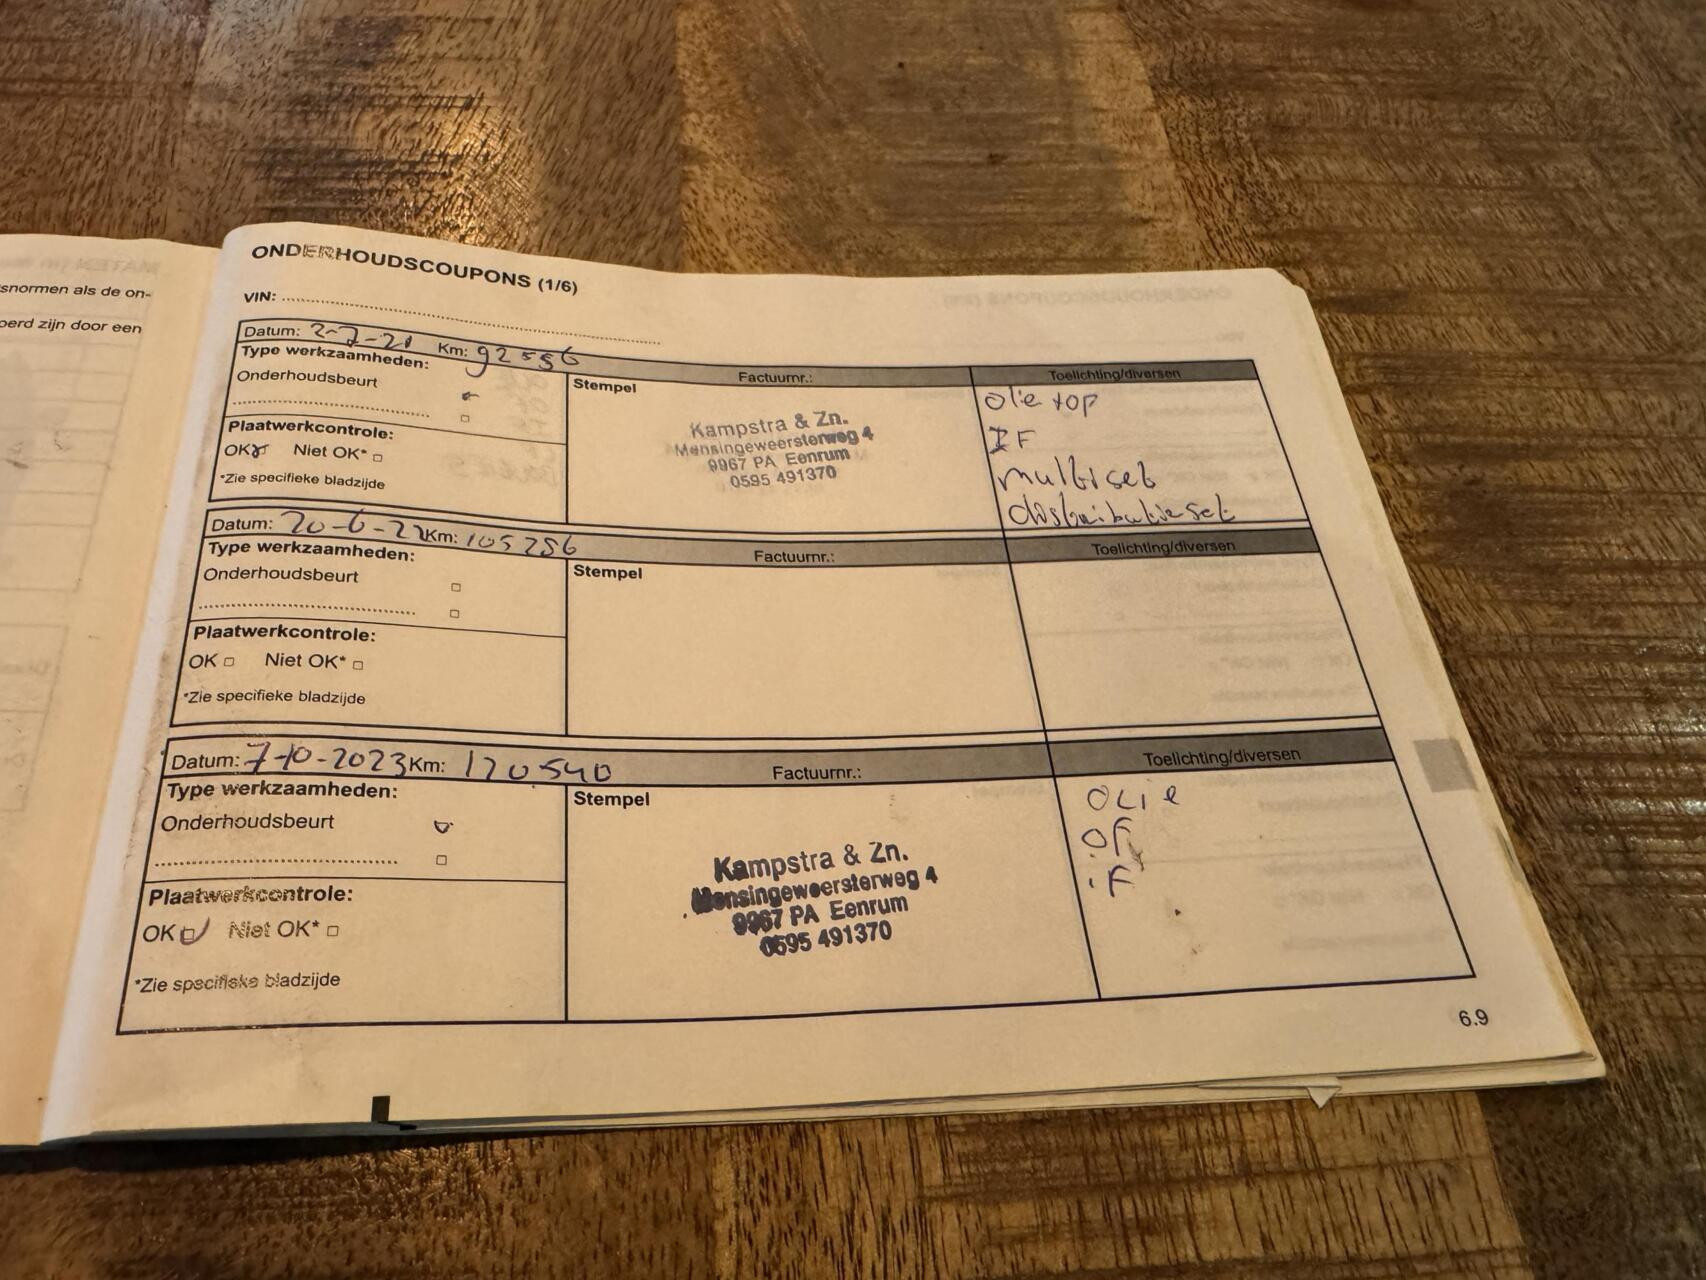 snormen als de on-
oerd zijn door een
ONDERHOUDSCOUPONS (1/6)
VIN:
Datum: 2-7-21 Km: 92556
Factuurnr.:
Toelichting/diversen
Type werkzaamheden:
Onderhoudsbeurt
Plaatwerkcontrole:
OK Niet OK*
*Zie specifieke bladzijde
Stempel
Kampstra & Zn.
Mensingeweersterweg 4
9967 PA Eenrum
0595 491370
olie
IF
multiset
distributieset
Datum: 20-6-22 Km: 105256
Factuurnr.:
Toelichting/diversen
Type werkzaamheden:
Onderhoudsbeurt
Plaatwerkcontrole:
OK Niet OK*
*Zie specifieke bladzijde
Stempel
Datum: 7-10-2023 Km: 120540
Factuurnr.:
Toelichting/diversen
Type werkzaamheden:
Onderhoudsbeurt
Plaatwerkcontrole:
OK Niet OK*
*Zie specifieke bladzijde
Stempel
Kampstra & Zn.
Mensingeweersterweg 4
9967 PA Eenrum
0595 491370
OLIe
OF
iF
6.9